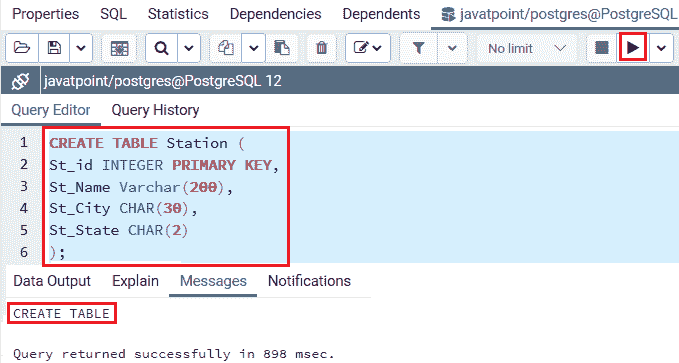 Properties SQL Statistics Dependencies Dependents javatpoint/postgres@PostgreSQL
No limit
javatpoint/postgres@PostgreSQL 12
Query Editor Query History
1 CREATE TABLE Station (
2 St_id INTEGER PRIMARY KEY,
3 St_Name Varchar(200),
4 St_City CHAR(30),
5 St_State CHAR(2)
6 );
Data Output Explain Messages Notifications
CREATE TABLE
Query returned successfully in 898 msec.